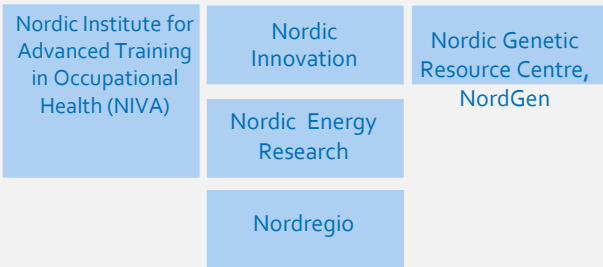 Nordic Institute for
Advanced Training
in Occupational
Health (NIVA)
Nordic
Innovation
Nordic Energy
Research
Nordregio
Nordic Genetic
Resource Centre,
NordGen